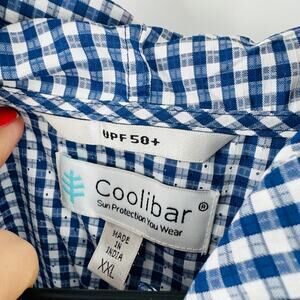 UPF 50+
Coolibar®
Sun Protection You Wear
MADE
IN
INDIA
XXL